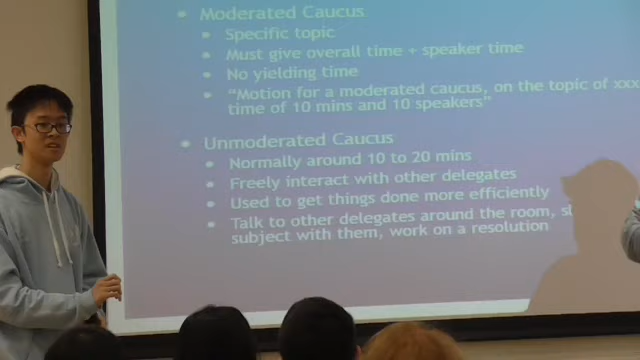 Moderated Caucus
Specific topic
Must give overall time + speaker time
No yielding time
"Motion for a moderated caucus, on the topic of xxx
time of 10 mins and 10 speakers"
Unmoderated Caucus
Normally around 10 to 20 mins
Freely interact with other delegates
Used to get things done more efficiently
Talk to other delegates around the room,
subject with them, work on a resolution